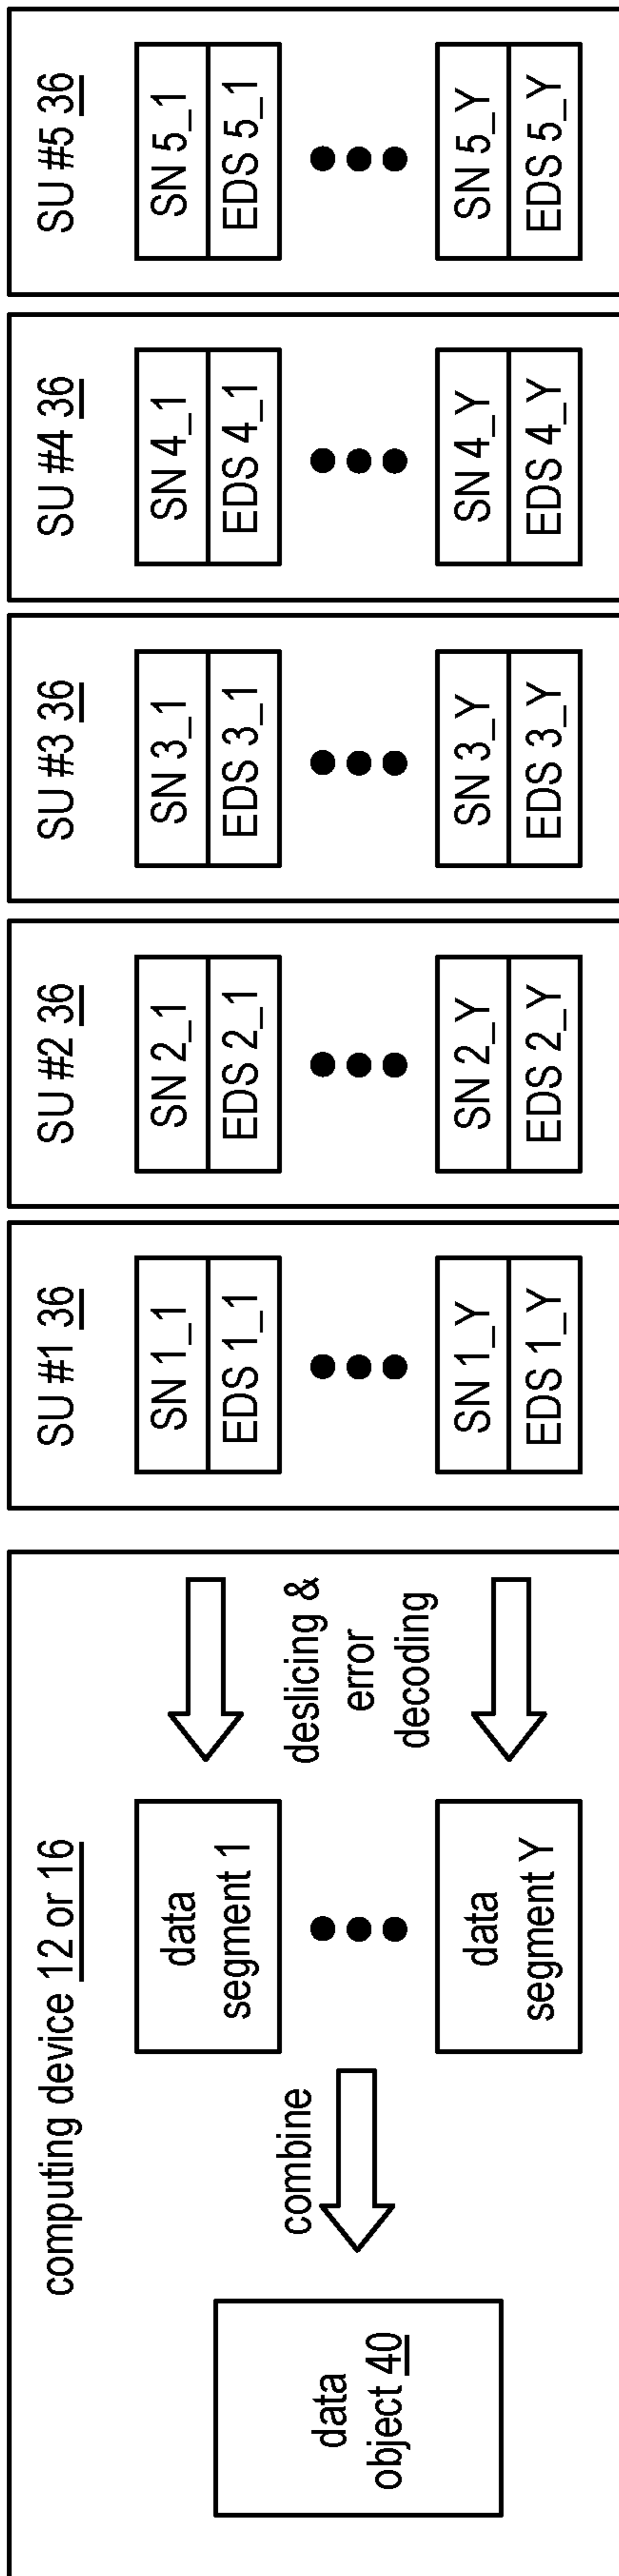 computing device 12 or 16
data
object 40
combine
data
segment 1
data
segment Y
deslicing &
error
decoding
SU #1 36
SN 1_1
EDS 1_1
SN 1_Y
EDS 1_Y
SU #2 36
SN 2_1
EDS 2_1
SN 2_Y
EDS 2_Y
SU #3 36
SN 3_1
EDS 3_1
SN 3_Y
EDS 3_Y
SU #4 36
SN 4_1
EDS 4_1
SN 4_Y
EDS 4_Y
SU #5 36
SN 5_1
EDS 5_1
SN 5_Y
EDS 5_Y